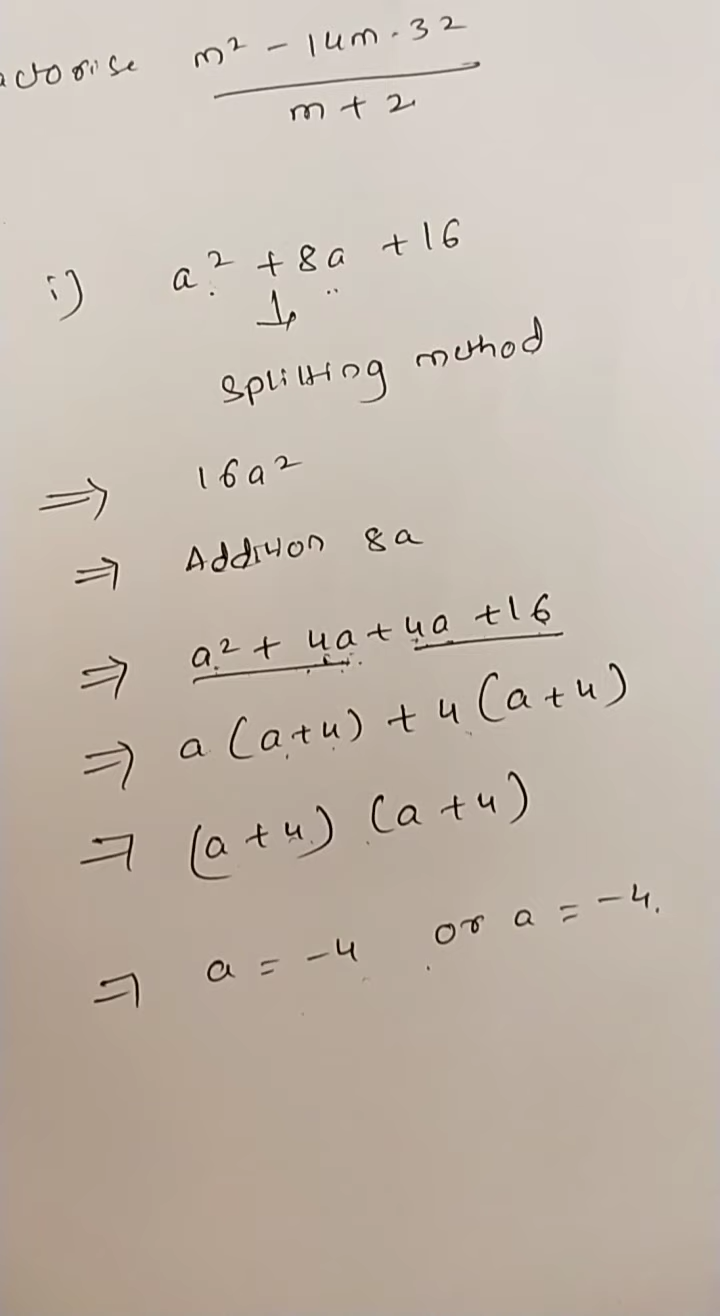 actorise m² - 14m - 32
m + 2
i) a² + 8a + 16
↓
Splitting method
⇒ 16a²
⇒ Addition 8a
⇒ a² + 4a + 4a + 16
⇒ a (a + 4) + 4 (a + 4)
⇒ (a + 4) (a + 4)
⇒ a = -4 or a = -4.